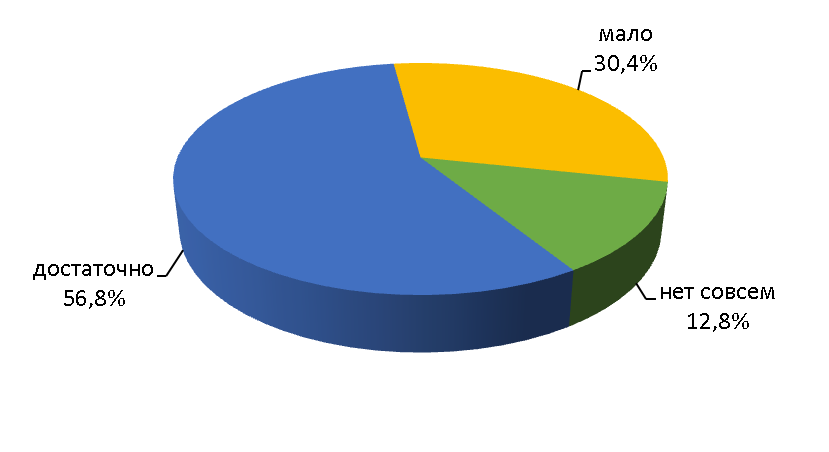 мало
30,4%
достаточно
56,8%
нет совсем
12,8%